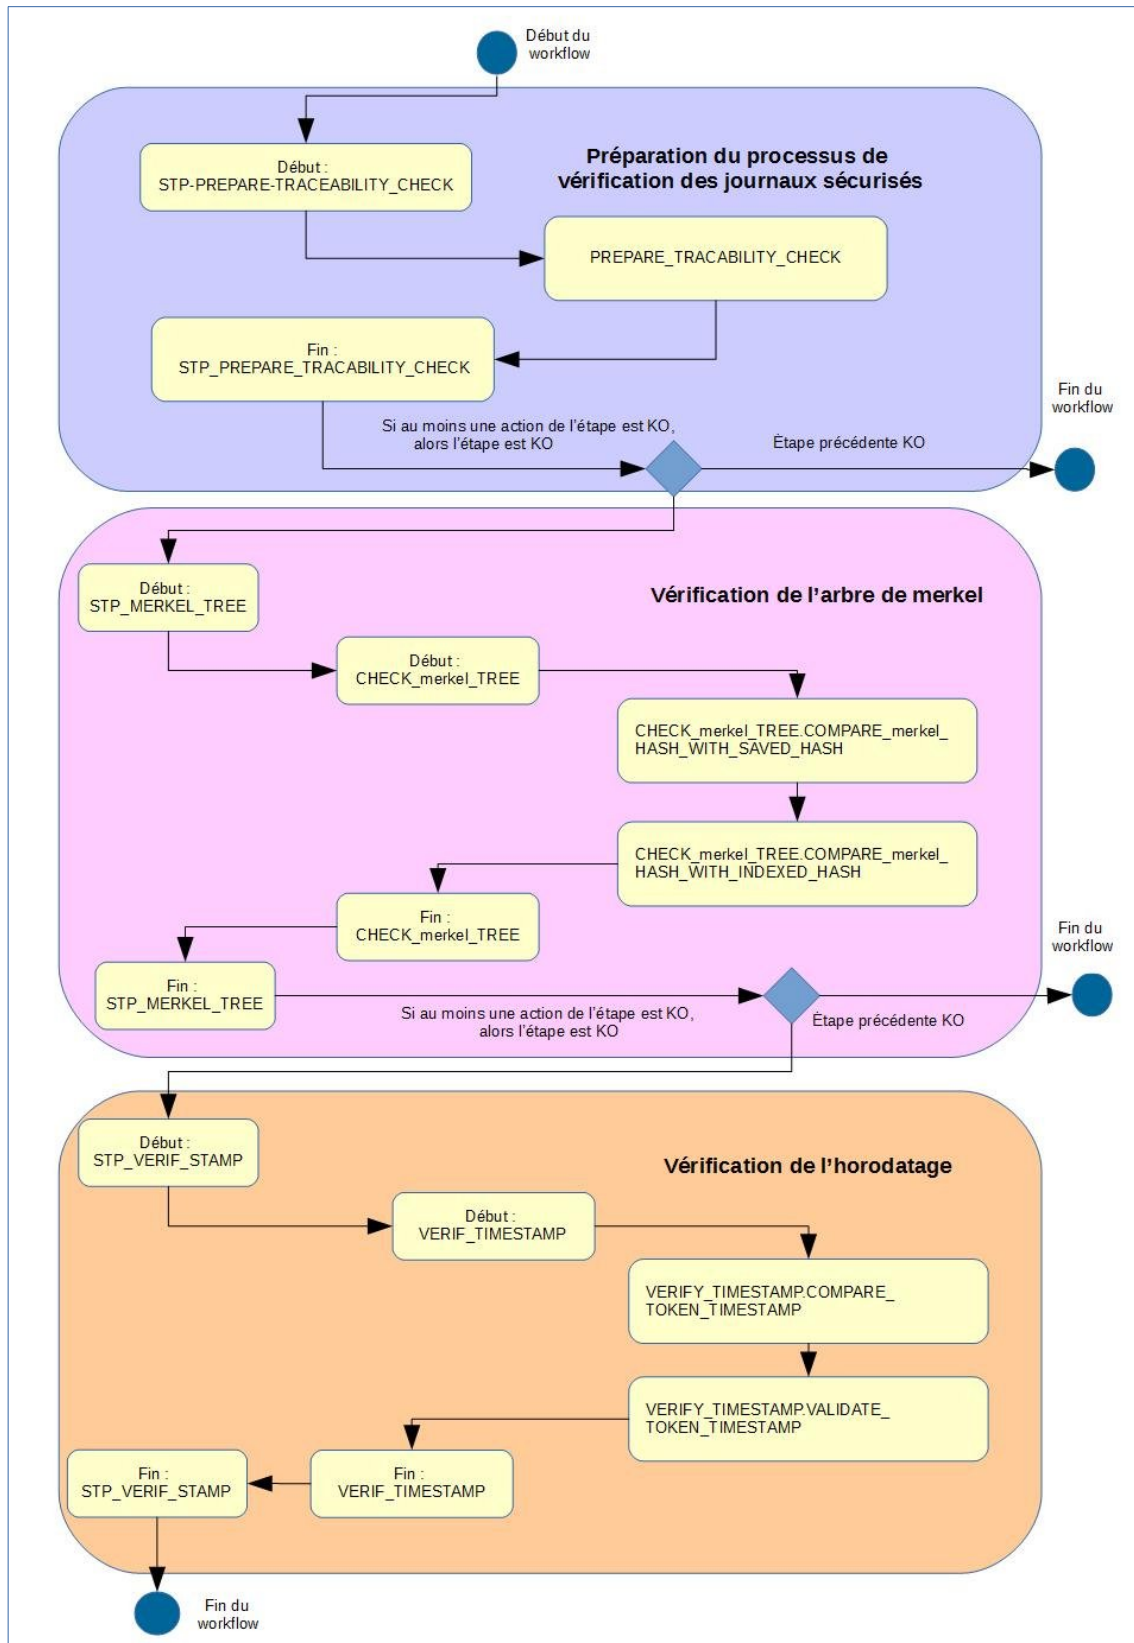 Début du
workflow
Préparation du processus de
vérification des journaux sécurisés
Début :
STP-PREPARE-TRACEABILITY_CHECK
PREPARE_TRACABILITY_CHECK
Fin :
STP_PREPARE_TRACABILITY_CHECK
Si au moins une action de l'étape est KO,
alors l'étape est KO
Étape précédente KO
Fin du
workflow
Vérification de l'arbre de merkel
Début :
STP_MERKEL_TREE
Début :
CHECK_merkel_TREE
CHECK_merkel_TREE.COMPARE_merkel_
HASH_WITH_SAVED_HASH
CHECK_merkel_TREE.COMPARE_merkel_
HASH_WITH_INDEXED_HASH
Fin :
CHECK_merkel_TREE
Fin :
STP_MERKEL_TREE
Si au moins une action de l'étape est KO,
alors l'étape est KO
Étape précédente KO
Fin du
workflow
Vérification de l'horodatage
Début :
STP_VERIF_STAMP
Début :
VERIF_TIMESTAMP
VERIFY_TIMESTAMP.COMPARE_
TOKEN_TIMESTAMP
VERIFY_TIMESTAMP.VALIDATE_
TOKEN_TIMESTAMP
Fin :
VERIF_TIMESTAMP
Fin :
STP_VERIF_STAMP
Fin du
workflow